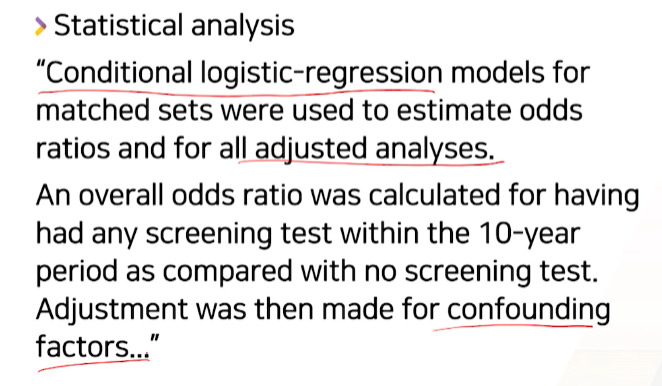 Statistical analysis
“Conditional logistic-regression models for
matched sets were used to estimate odds
ratios and for all adjusted analyses.
An overall odds ratio was calculated for having
had any screening test within the 10-year
period as compared with no screening test.
Adjustment was then made for confounding
factors...”